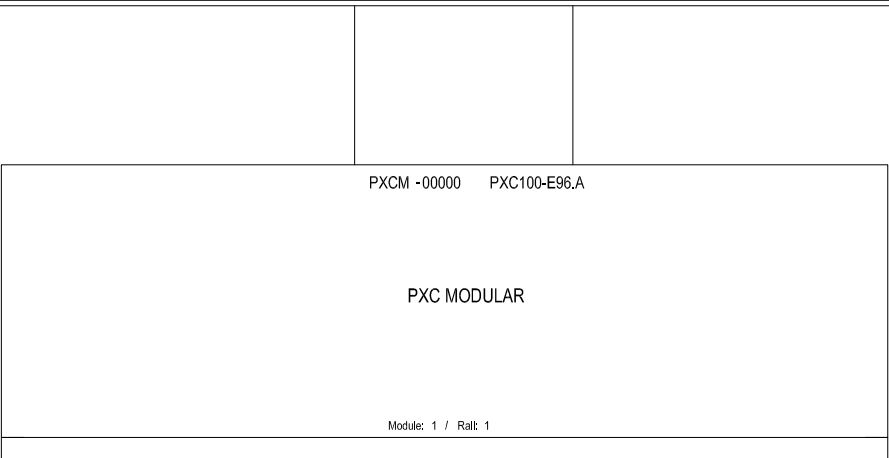 PXCM -00000 PXC100-E96.A
PXC MODULAR
Module: 1 / Rail: 1